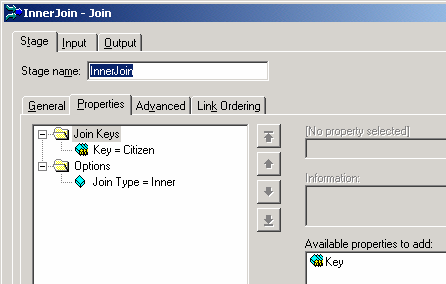 InnerJoin - Join
Stage Input Output
Stage name: InnerJoin
General Properties Advanced Link Ordering
Join Keys
Key = Citizen
Options
Join Type = Inner
[No property selected]
Information:
Available properties to add:
Key